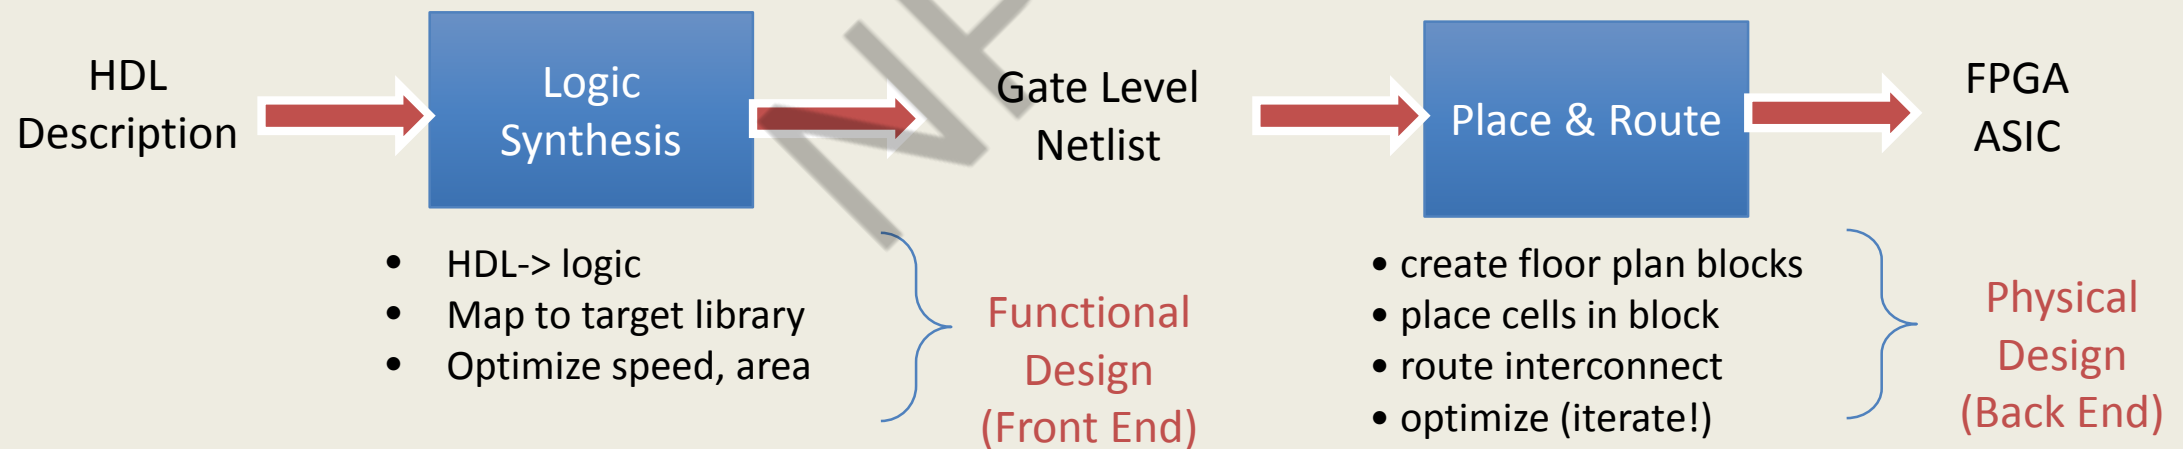 HDL
Description
Logic
Synthesis
Gate Level
Netlist
Place & Route
FPGA
ASIC
• HDL-> logic
• Map to target library
• Optimize speed, area
Functional
Design
(Front End)
• create floor plan blocks
• place cells in block
• route interconnect
• optimize (iterate!)
Physical
Design
(Back End)